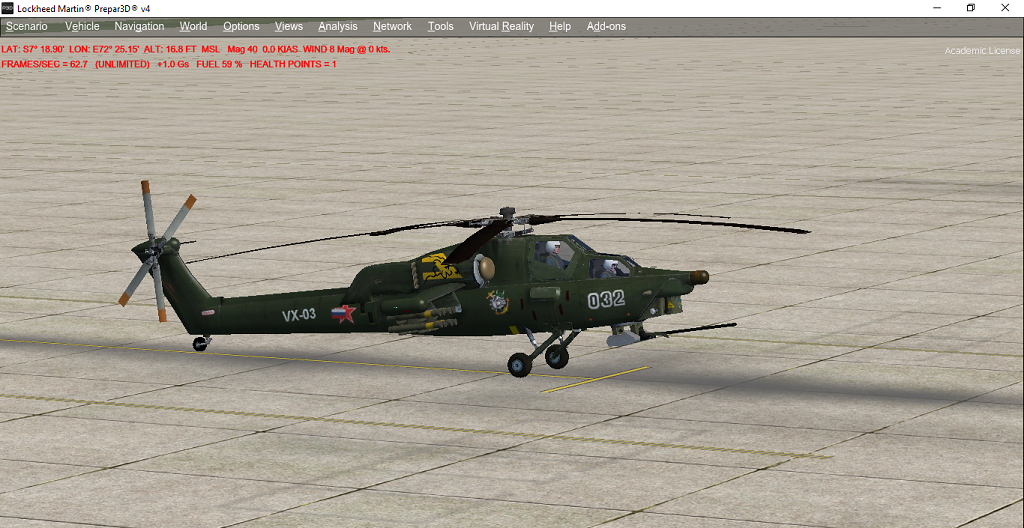 P3D Lockheed Martin® Prepar3D® v4
Scenario Vehicle Navigation World Options Views Analysis Network Tools Virtual Reality Help Add-ons
LAT: S7° 18.90' LON: E72° 25.15' ALT: 16.8 FT MSL Mag 40 0.0 KIAS WIND 8 Mag @ 0 kts.
Academic License
FRAMES/SEC = 62.7 (UNLIMITED) +1.0 Gs FUEL 59 % HEALTH POINTS = 1
032
VX-03